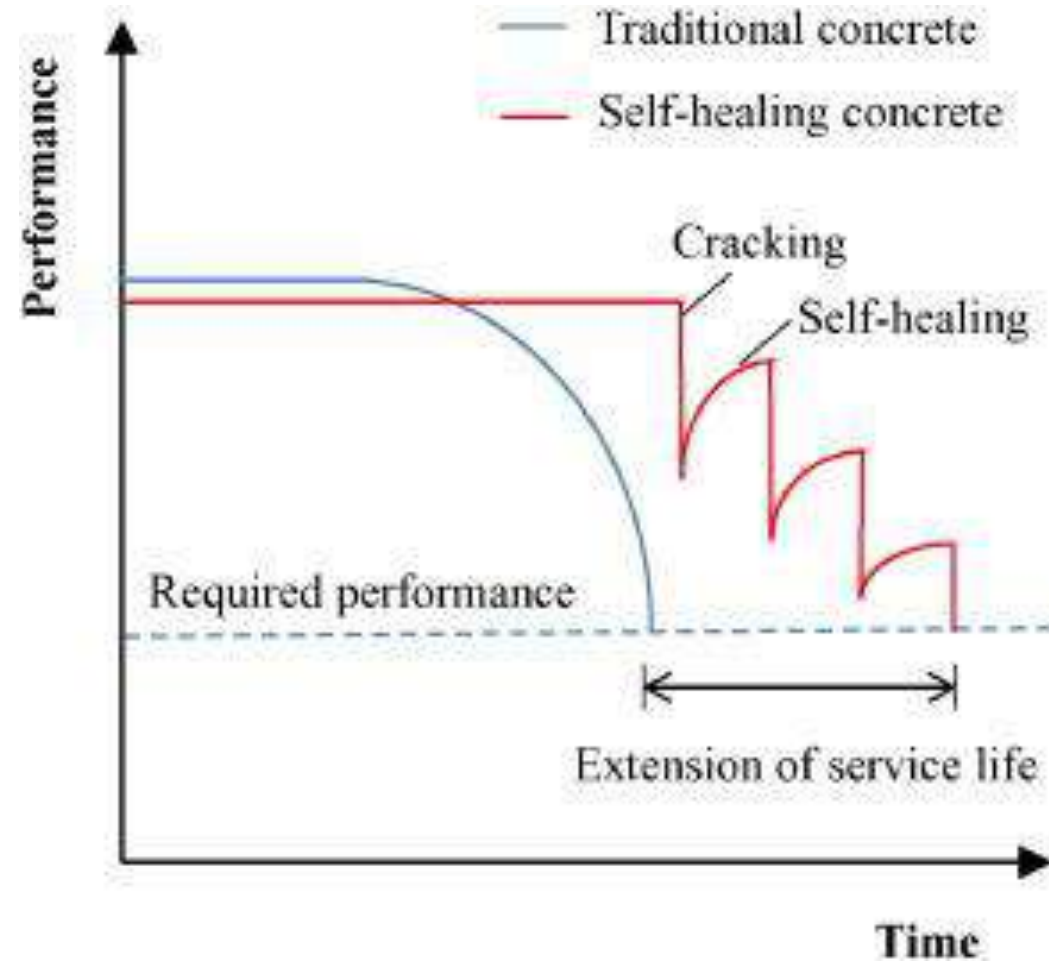 Traditional concrete
Self-healing concrete
Performance
Cracking
Self-healing
Required performance
Extension of service life
Time